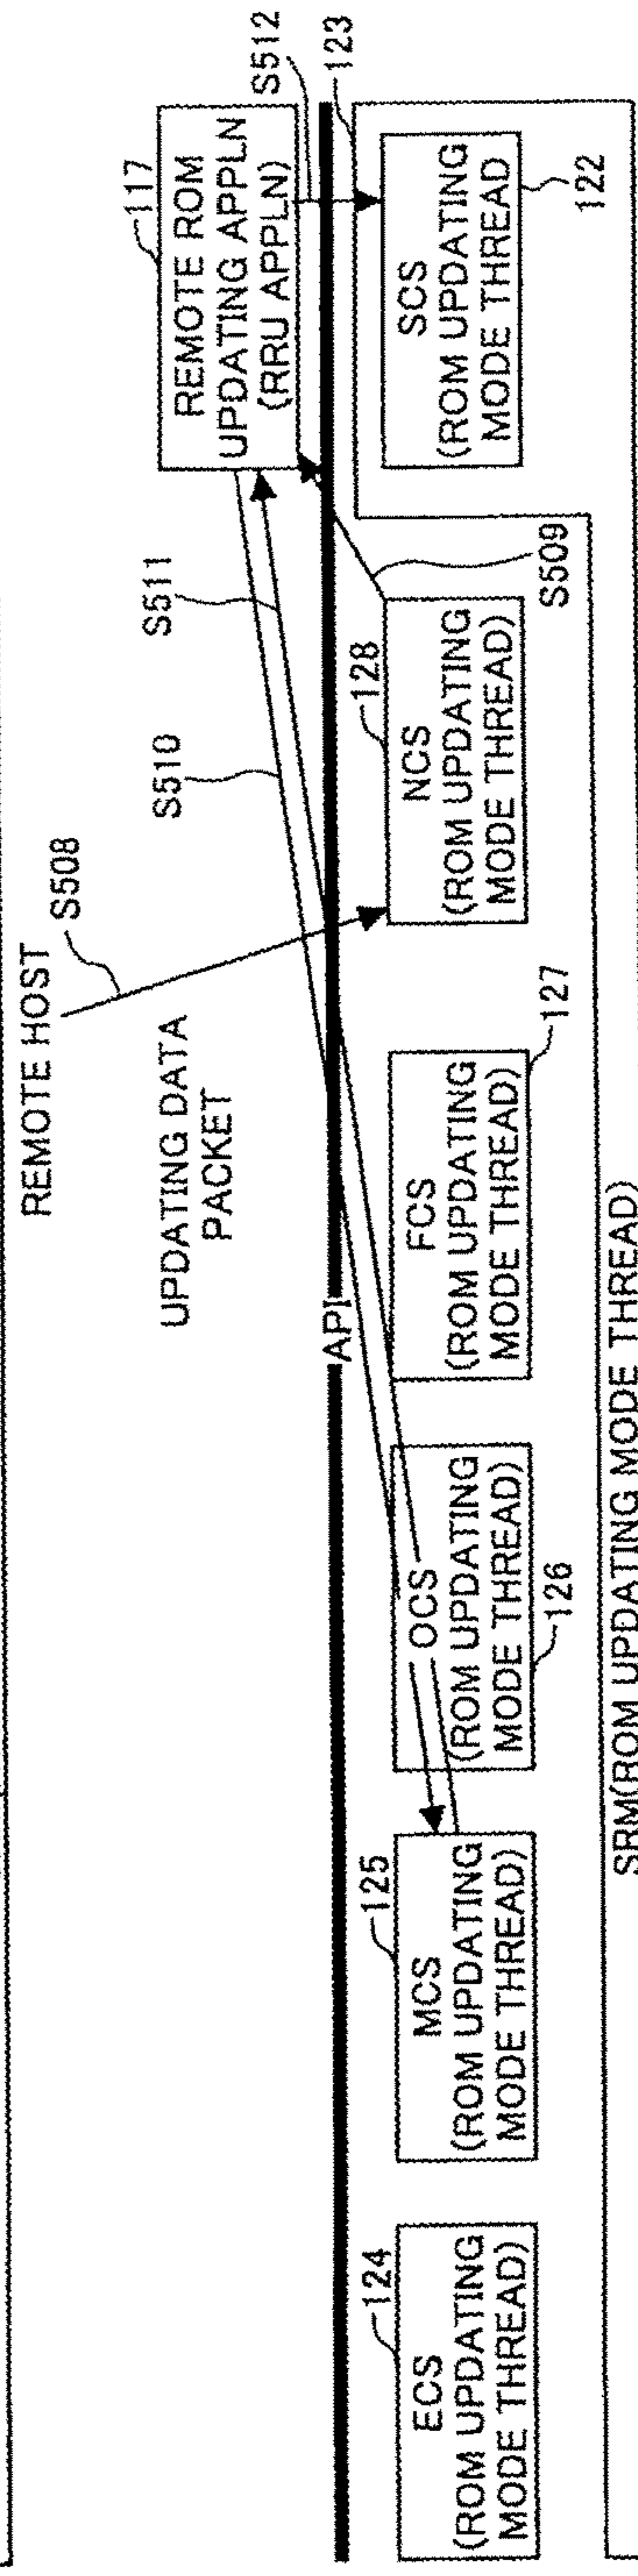 REMOTE HOST
S508
UPDATING DATA
PACKET
S510
S511
117
REMOTE ROM
UPDATING APPLN
(RRU APPLN)
S512
123
API
124
ECS
(ROM UPDATING
MODE THREAD)
125
MCS
(ROM UPDATING
MODE THREAD)
OCS
(ROM UPDATING
MODE THREAD)
126
FCS
(ROM UPDATING
MODE THREAD)
127
128
NCS
(ROM UPDATING
MODE THREAD)
S509
SCS
(ROM UPDATING
MODE THREAD
122
SRM(ROM UPDATING MODE THREAD)